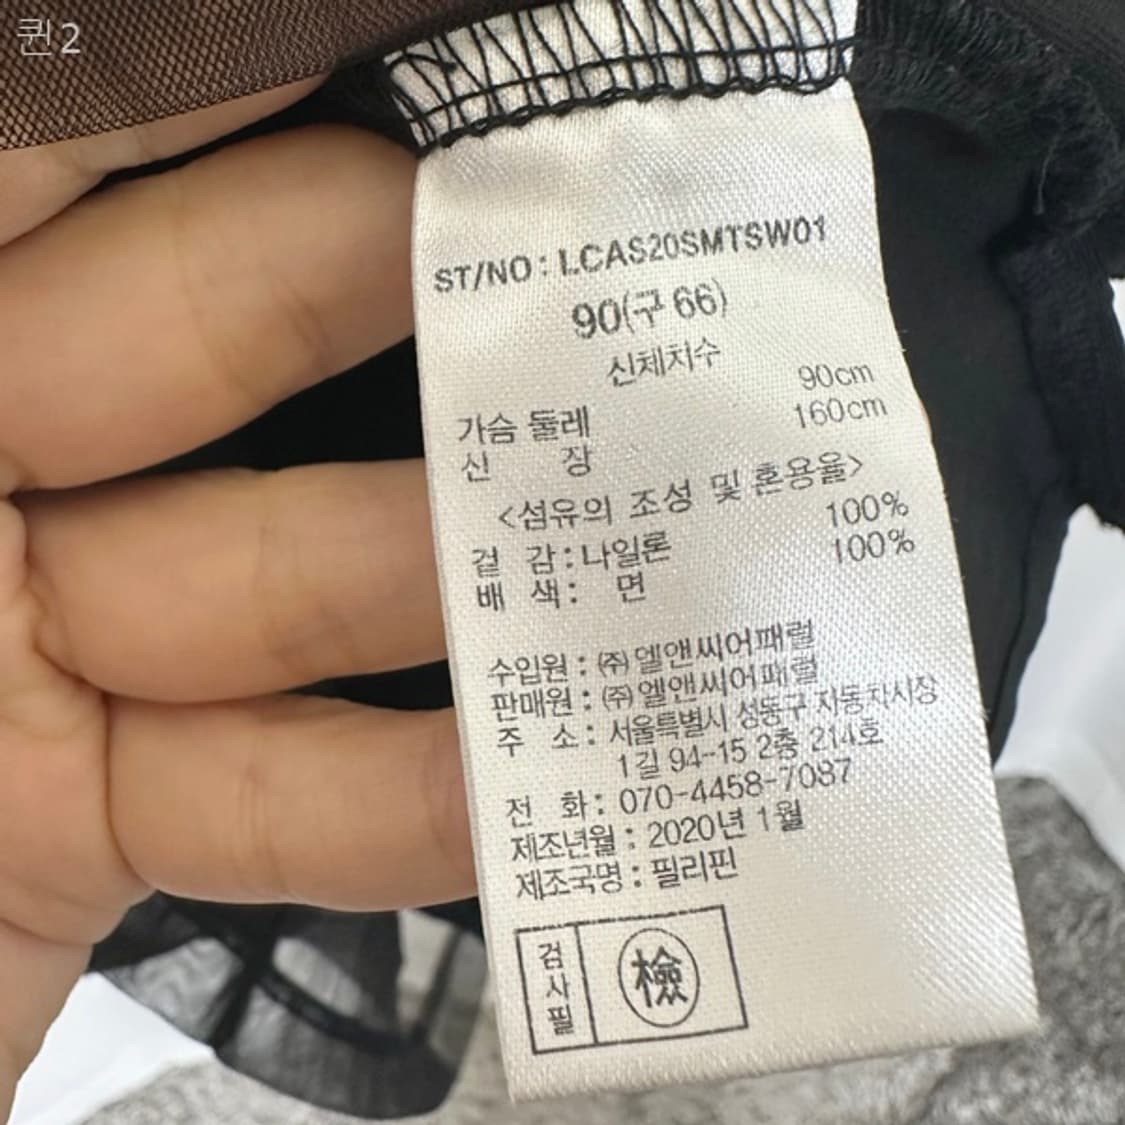 퀸2
ST/NO : LCAS20SMTSW01
90(구 66)
신체치수
가슴 둘레 90cm
신 장 160cm
<섬유의 조성 및 혼용율>
겉 감 : 나일론 100%
배 색 : 면 100%
수입원 : ㈜ 엘앤씨어패럴
판매원 : ㈜ 엘앤씨어패럴
주 소 : 서울특별시 성동구 자동차시장
1길 94-15 2층 214호
전 화 : 070-4458-7087
제조년월 : 2020년 1월
제조국명 : 필리핀
검사필 檢